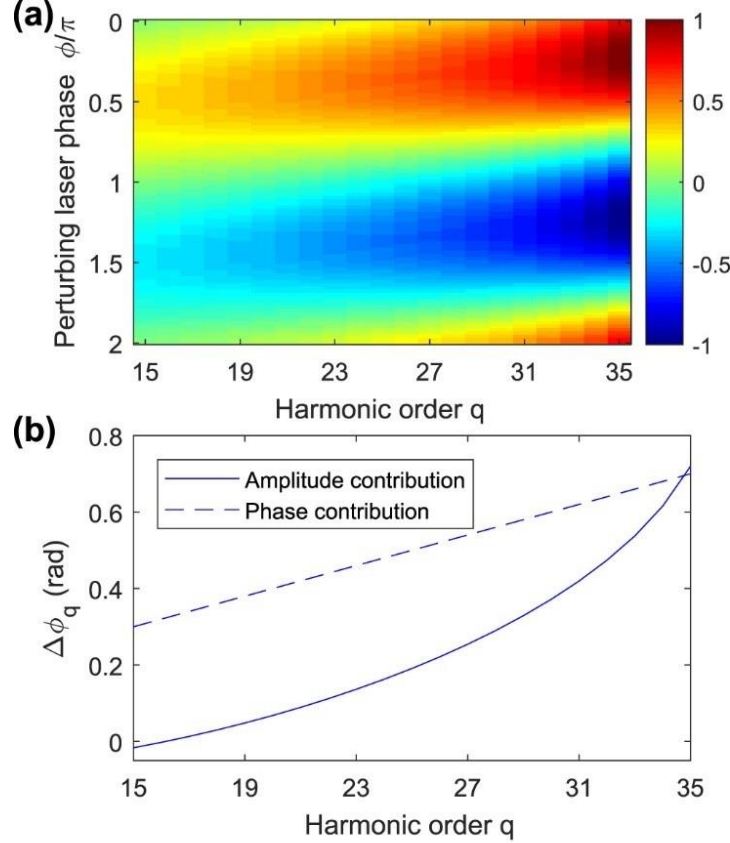 (a)
Perturbing laser phase ϕ/π
0
0.5
1
1.5
2
15 19 23 27 31 35
Harmonic order q
1
0.5
0
-0.5
-1
(b)
Δϕq (rad)
0.8
0.6
0.4
0.2
0
Amplitude contribution
Phase contribution
15 19 23 27 31 35
Harmonic order q